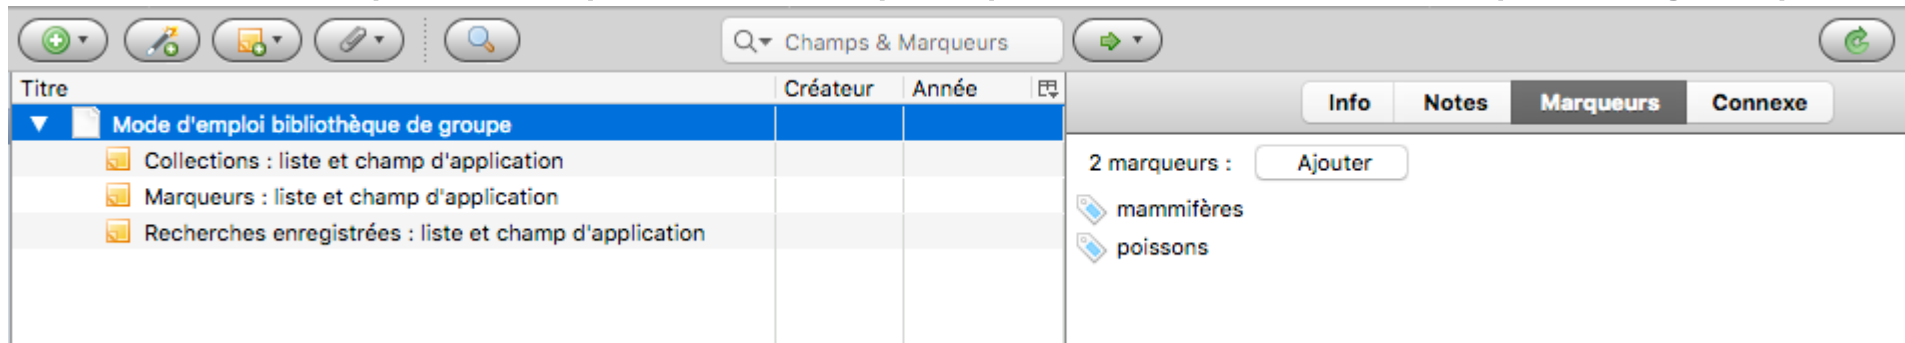 Champs & Marqueurs
Titre Créateur Année
Info Notes Marqueurs Connexe
Mode d'emploi bibliothèque de groupe
Collections : liste et champ d'application
Marqueurs : liste et champ d'application
Recherches enregistrées : liste et champ d'application
2 marqueurs : Ajouter
mammifères
poissons